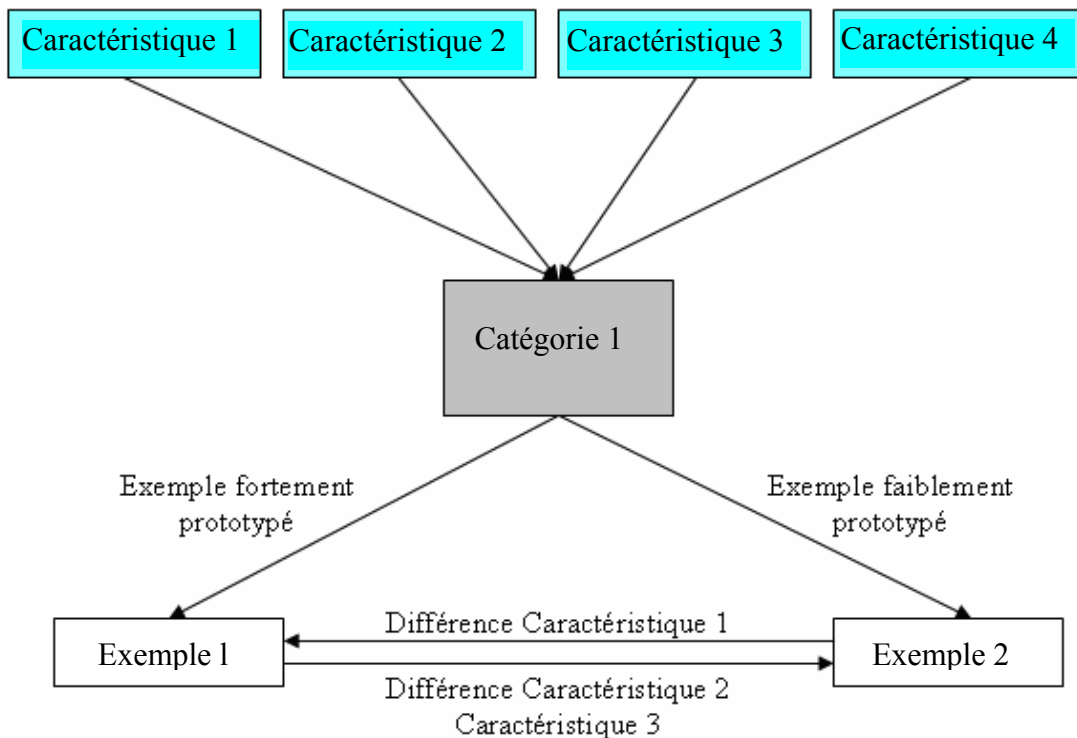 Caractéristique 1
Caractéristique 2
Caractéristique 3
Caractéristique 4
Catégorie 1
Exemple fortement
prototypé
Exemple faiblement
prototypé
Différence Caractéristique 1
Exemple 1
Exemple 2
Différence Caractéristique 2
Caractéristique 3